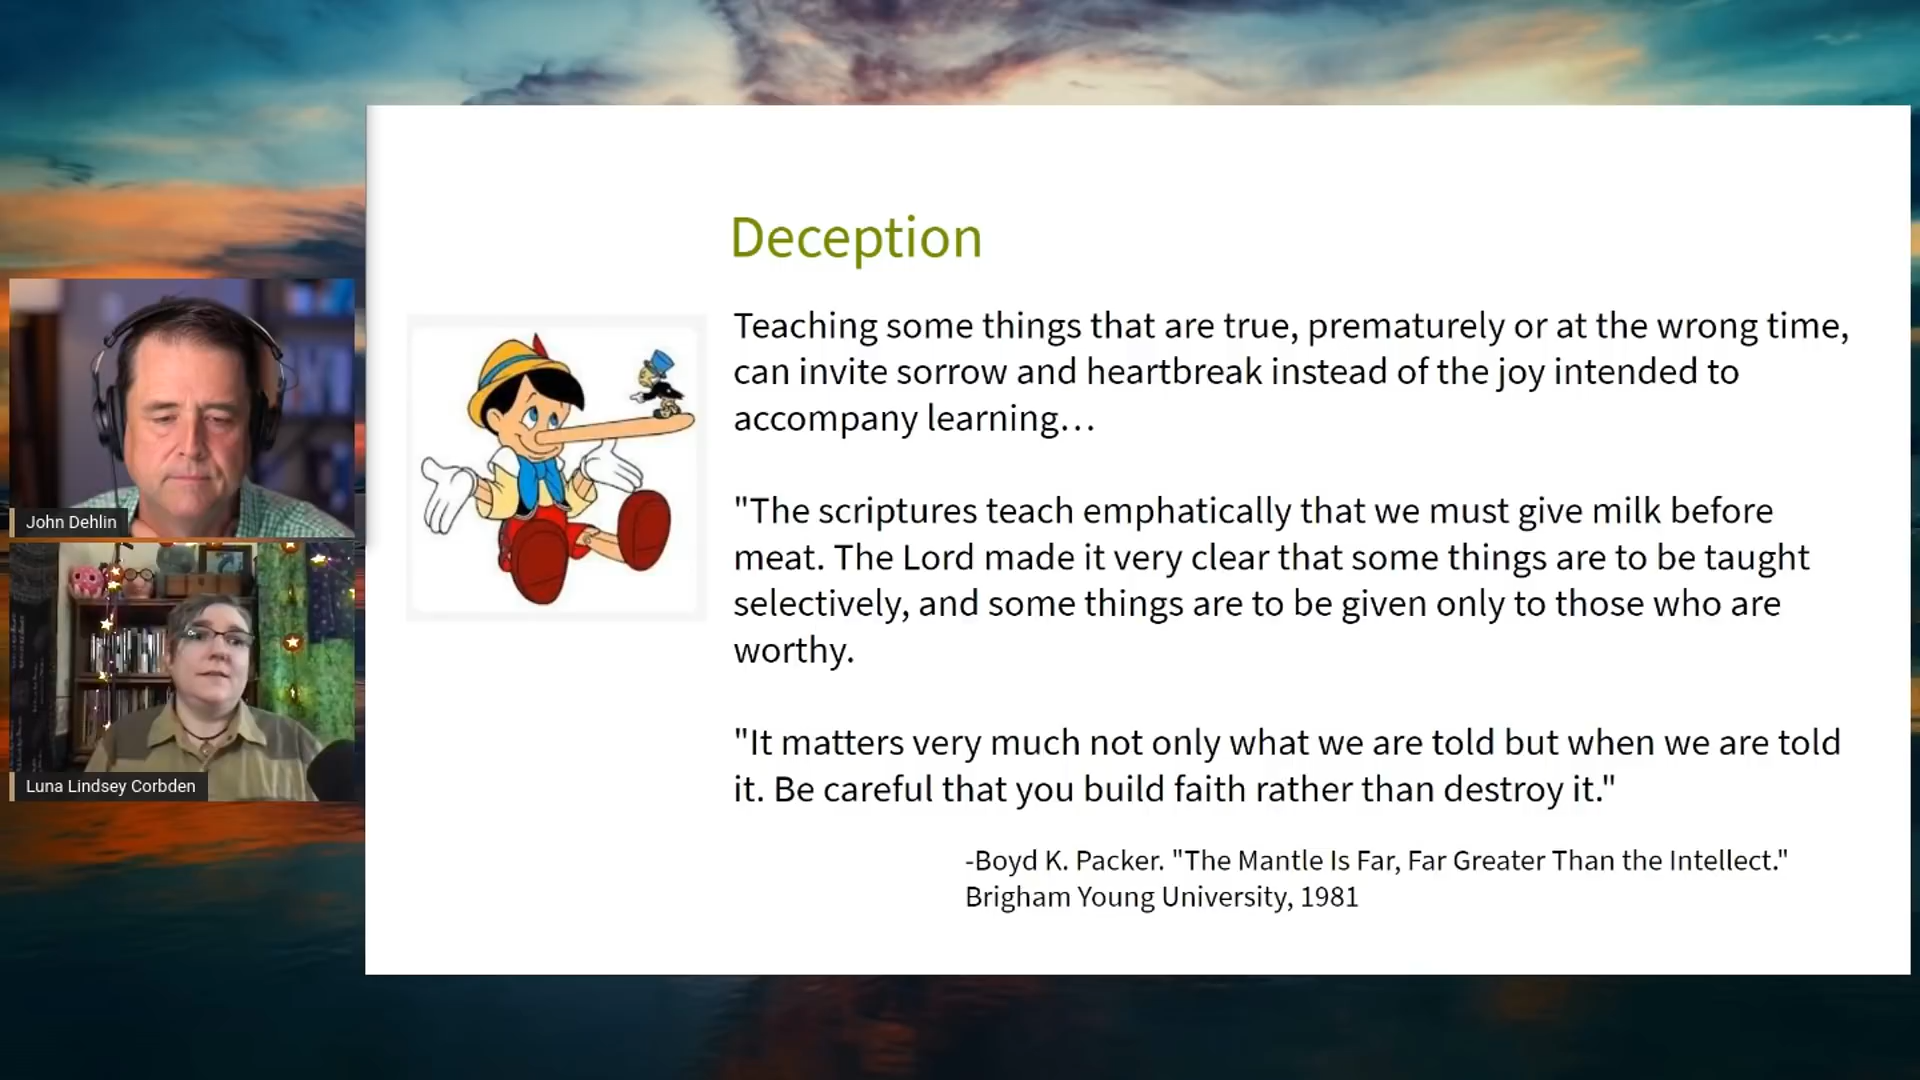 Deception
Teaching some things that are true, prematurely or at the wrong time,
can invite sorrow and heartbreak instead of the joy intended to
accompany learning…
"The scriptures teach emphatically that we must give milk before
meat. The Lord made it very clear that some things are to be taught
selectively, and some things are to be given only to those who are
worthy.
"It matters very much not only what we are told but when we are told
it. Be careful that you build faith rather than destroy it."
-Boyd K. Packer. "The Mantle Is Far, Far Greater Than the Intellect."
Brigham Young University, 1981
John Dehlin
Luna Lindsey Corbden